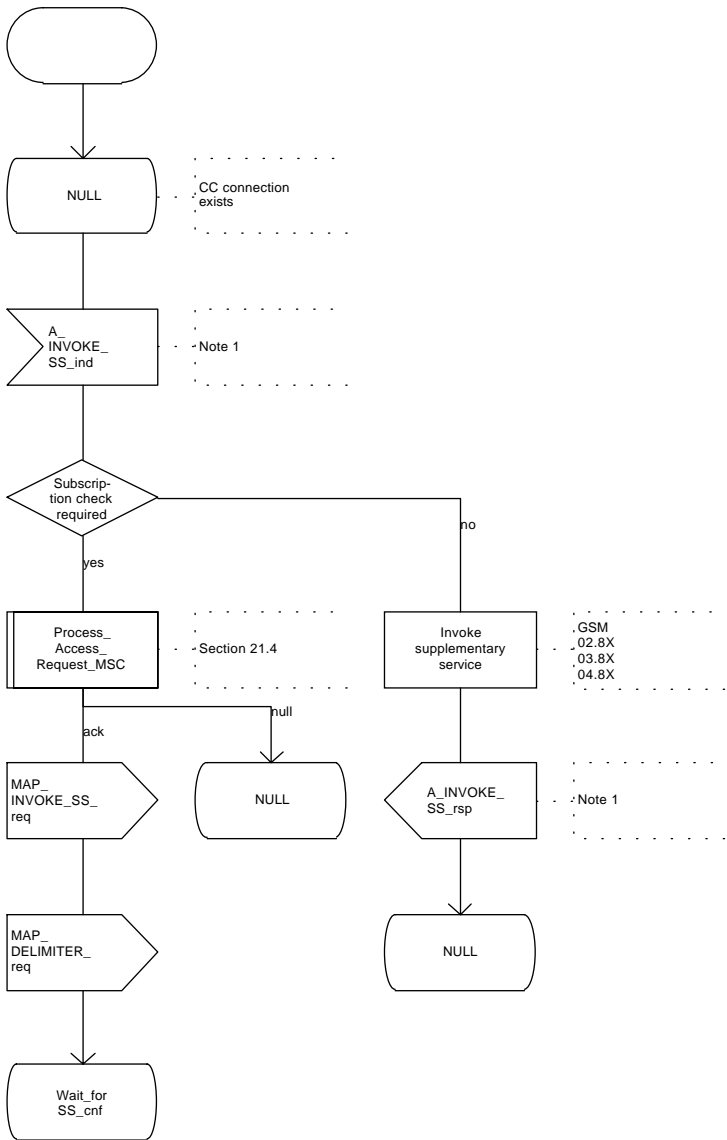 NULL
CC connection
exists
A_
INVOKE_
SS_ind
Note 1
Subscrip-
tion check
required
no
yes
Process_
Access_
Request_MSC
Section 21.4
Invoke
supplementary
service
GSM
02.8X
03.8X
04.8X
null
ack
MAP_
INVOKE_SS_
req
NULL
A_INVOKE_
SS_rsp
Note 1
MAP_
DELIMITER_
req
NULL
Wait_for
SS_cnf